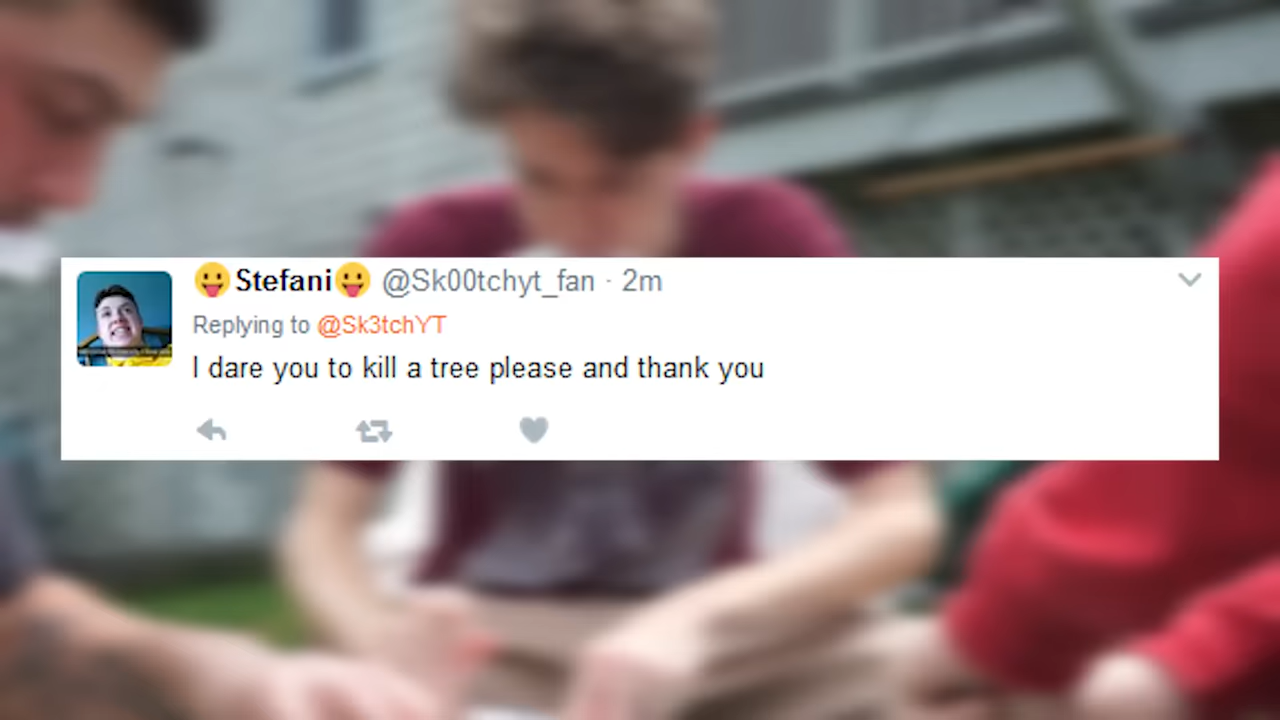 😛Stefani😛 @Sk00tchyt_fan · 2m
Replying to @Sk3tchYT
I dare you to kill a tree please and thank you